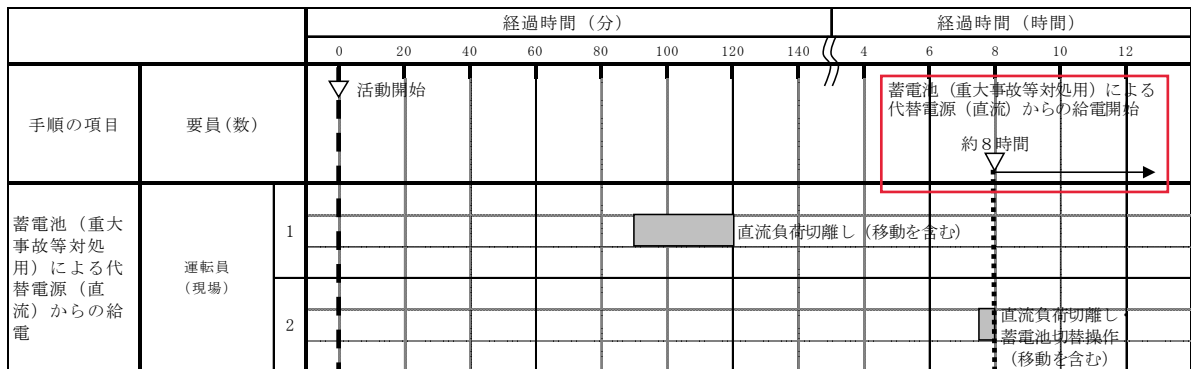 経過時間（分）
経過時間（時間）
0 20 40 60 80 100 120 140 4 6 8 10 12
手順の項目
要員(数)
活動開始
蓄電池（重大事故等対処用）による
代替電源（直流）からの給電開始
約８時間
蓄電池（重大
事故等対処
用）による代
替電源（直
流）からの給
電
運転員
（現場）
1
直流負荷切離し（移動を含む）
2
直流負荷切離し・
蓄電池切替操作
（移動を含む）